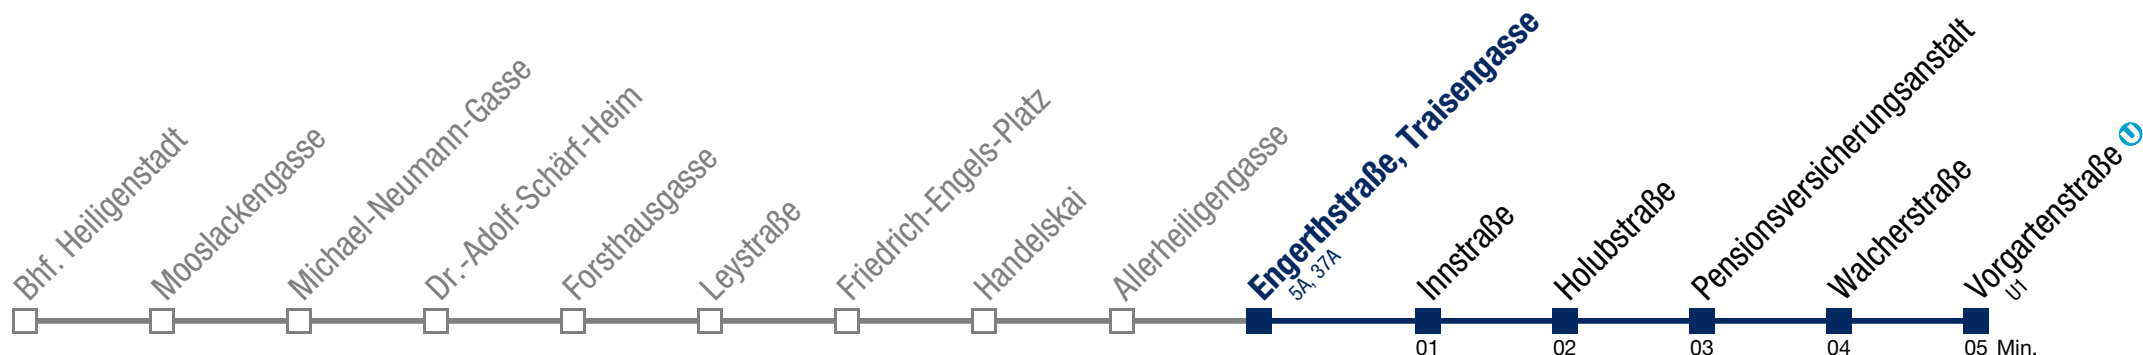 Bhf. Heiligenstadt
Mooslackengasse
Michael-Neumann-Gasse
Dr.-Adolf-Schärf-Heim
Forsthausgasse
Leystraße
Friedrich-Engels-Platz
Handelskai
Allerheiligengasse
Engerthstraße, Traisengasse
5A, 37A
Innstraße
Holubstraße
Pensionsversicherungsanstalt
Walcherstraße
Vorgartenstraße U
U1
01 02 03 04 05 Min.